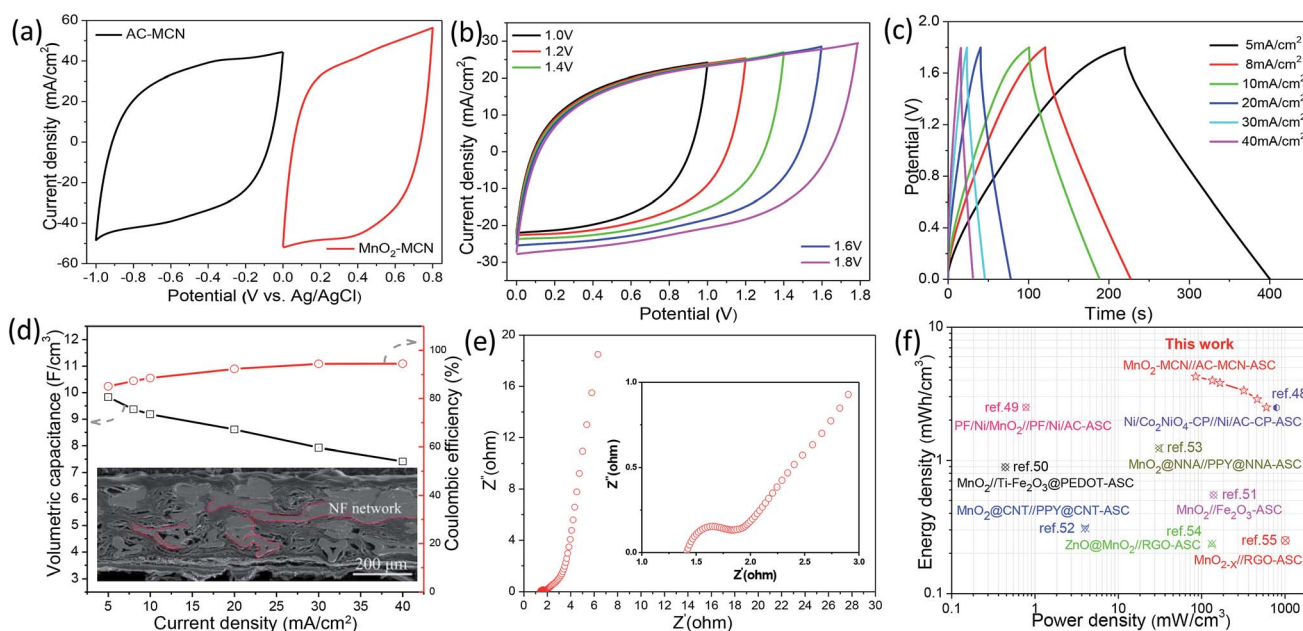 (a)
AC-MCN
MnO2-MCN
Current density (mA/cm2)
60
40
20
0
-20
-40
-60
-1.0 -0.8 -0.6 -0.4 -0.2 0.0 0.2 0.4 0.6 0.8
Potential (V vs. Ag/AgCl)
(b)
1.0V
1.2V
1.4V
1.6V
1.8V
Current density (mA/cm2)
30
20
10
0
-10
-20
-30
0.0 0.2 0.4 0.6 0.8 1.0 1.2 1.4 1.6 1.8
Potential (V)
(c)
5mA/cm2
8mA/cm2
10mA/cm2
20mA/cm2
30mA/cm2
40mA/cm2
Potential (V)
2.0
1.6
1.2
0.8
0.4
0.0
0 100 200 300 400
Time (s)
(d)
Volumetric capacitance (F/cm3)
12
11
10
9
8
7
6
5
4
3
Coulombic efficiency (%)
100
80
60
40
20
0
NF network
200 μm
5 10 15 20 25 30 35 40
Current density (mA/cm2)
(e)
Z"(ohm)
20
16
12
8
4
0
0 2 4 6 8 10 12 14 16 18 20 22 24 26 28 30
Z'(ohm)
Z"(ohm)
1.0
0.5
0.0
1.0 1.5 2.0 2.5 3.0
Z'(ohm)
(f)
Energy density (mWh/cm3)
10
1
0.1
0.1 1 10 100 1000
Power density (mW/cm3)
This work
MnO2-MCN//AC-MCN-ASC
ref.48
Ni/Co2NiO4-CP//Ni/AC-CP-ASC
ref.49
PF/Ni/MnO2//PF/Ni/AC-ASC
ref.53
MnO2@NNA//PPY@NNA-ASC
ref.50
MnO2//Ti-Fe2O3@PEDOT-ASC
ref.51
MnO2//Fe2O3-ASC
MnO2@CNT//PPY@CNT-ASC
ref.52
ref.54
ZnO@MnO2//RGO-ASC
ref.55
MnO2-X//RGO-ASC